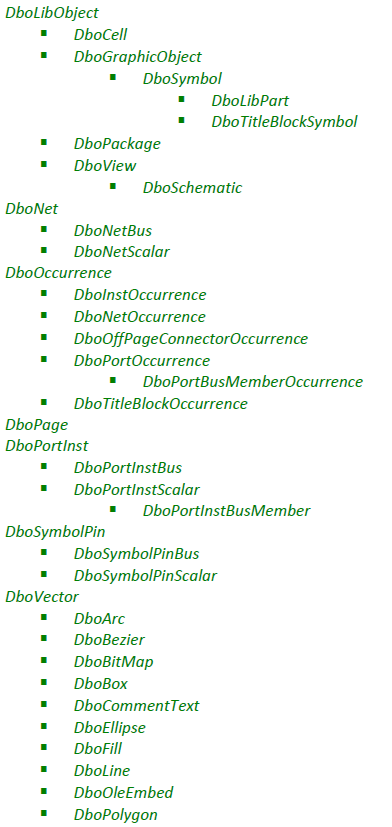 DboLibObject
▪ DboCell
▪ DboGraphicObject
▪ DboSymbol
▪ DboLibPart
▪ DboTitleBlockSymbol
▪ DboPackage
▪ DboView
▪ DboSchematic
DboNet
▪ DboNetBus
▪ DboNetScalar
DboOccurrence
▪ DboInstOccurrence
▪ DboNetOccurrence
▪ DboOffPageConnectorOccurrence
▪ DboPortOccurrence
▪ DboPortBusMemberOccurrence
▪ DboTitleBlockOccurrence
DboPage
DboPortInst
▪ DboPortInstBus
▪ DboPortInstScalar
▪ DboPortInstBusMember
DboSymbolPin
▪ DboSymbolPinBus
▪ DboSymbolPinScalar
DboVector
▪ DboArc
▪ DboBezier
▪ DboBitMap
▪ DboBox
▪ DboCommentText
▪ DboEllipse
▪ DboFill
▪ DboLine
▪ DboOleEmbed
▪ DboPolygon